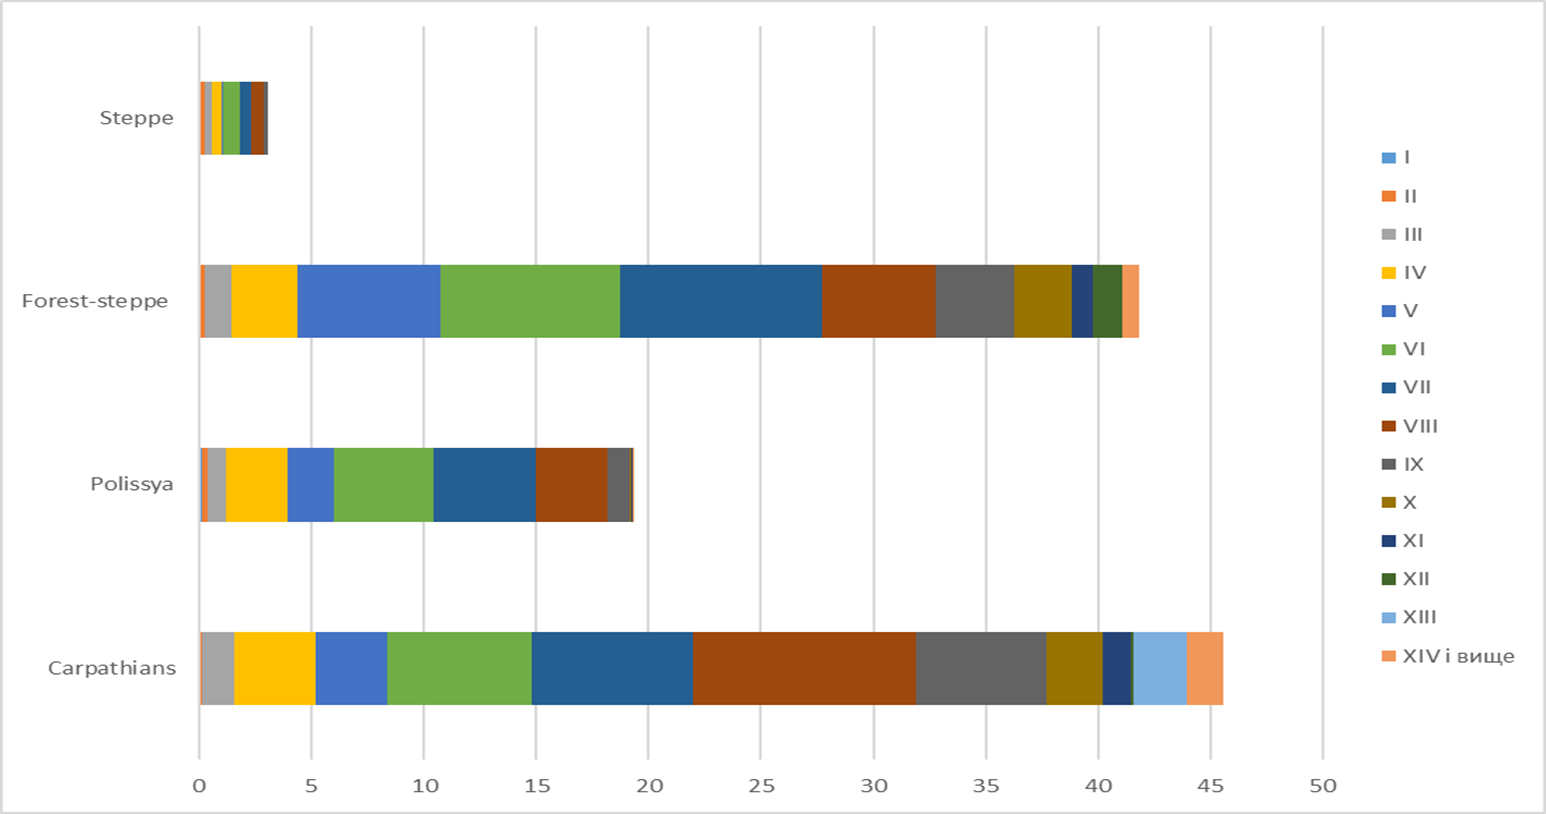 Steppe
Forest-steppe
Polissya
Carpathians
0 5 10 15 20 25 30 35 40 45 50
I
II
III
IV
V
VI
VII
VIII
IX
X
XI
XII
XIII
XIV і вище